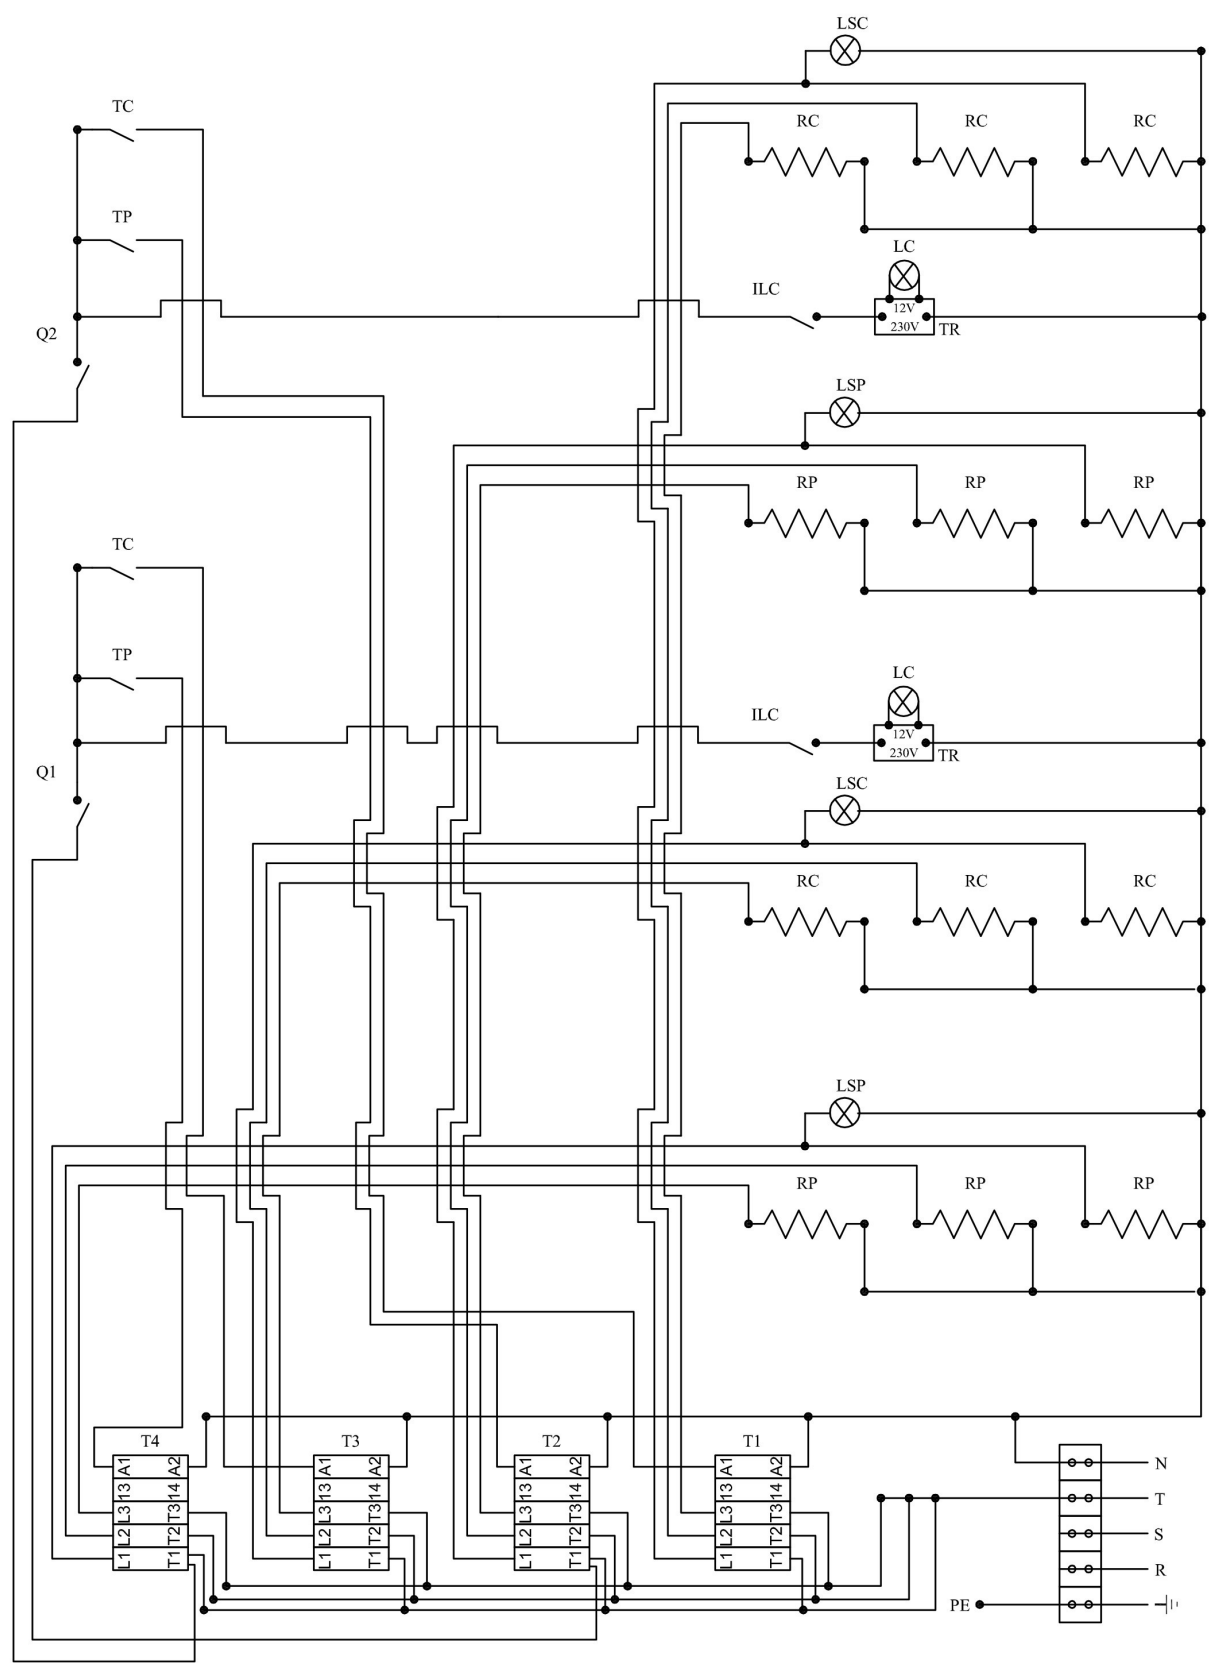 LSC
TC
RC RC RC
TP
LC
ILC
12V
230V
TR
Q2
LSP
RP RP RP
TC
TP
LC
ILC
12V
230V
TR
Q1
LSC
RC RC RC
LSP
RP RP RP
T4 T3 T2 T1
A1 A2 A1 A2 A1 A2 A1 A2
13 14 13 14 13 14 13 14
L3 T3 L3 T3 L3 T3 L3 T3
L2 T2 L2 T2 L2 T2 L2 T2
L1 T1 L1 T1 L1 T1 L1 T1
N
T
S
R
PE